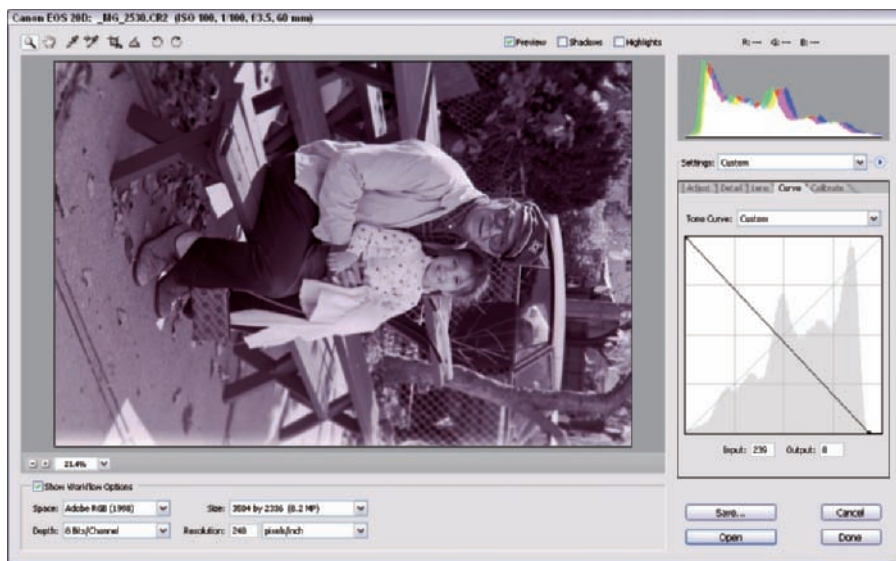 Canon EOS 20D: _MG_2530.CR2 (ISO 100, 1/100, f/3.5, 60 mm)
Preview Shadows Highlights
R: --- G: --- B: ---
Settings: Custom
Adjust Detail Lens Curve Calibrate
Tone Curve: Custom
Input: 239 Output: 0
23.4%
Show Workflow Options
Space: Adobe RGB (1998) Size: 3504 by 2336 (8.2 MP)
Depth: 8 Bits/Channel Resolution: 240 pixels/inch
Save... Cancel
Open Done